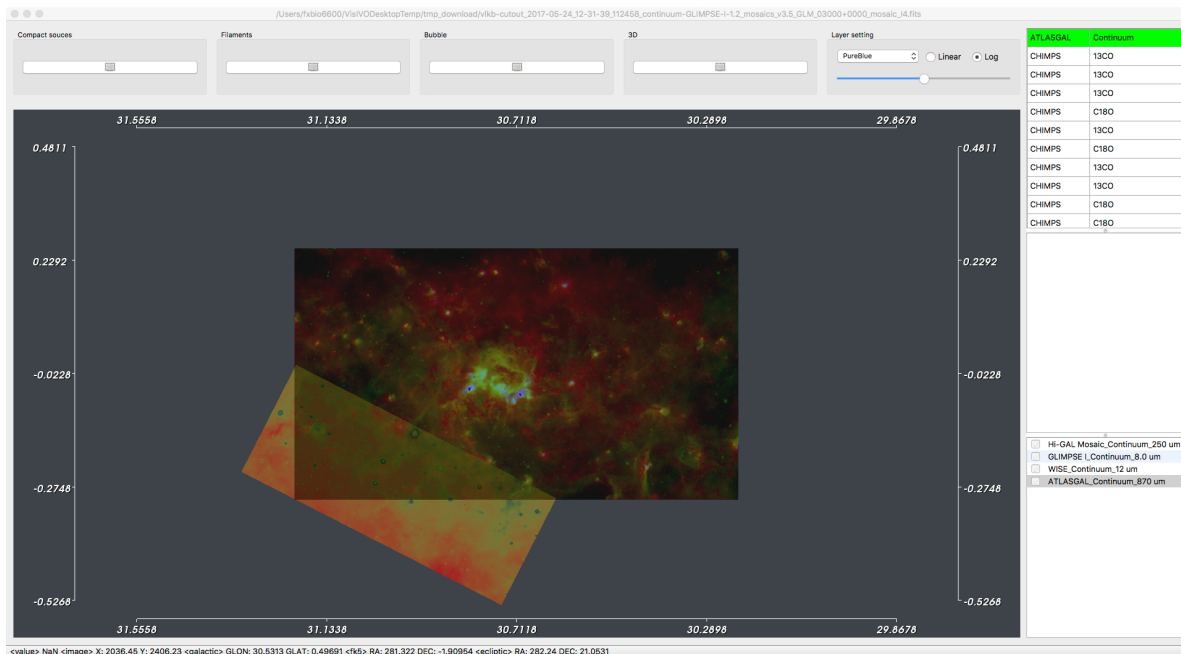 /Users/fxbio6600/VisIVODesktopTemp/tmp_download/vlkb-cutout_2017-05-24_12-31-39_112456_continuum-GLIMPSE-I-1.2_mosaics_v3.5_GLM_03000+0000_mosaic_I4.fits
Compact souces
Filaments
Bubble
3D
Layer setting
PureBlue
Linear
Log
ATLASGAL Continuum
CHIMPS 13CO
CHIMPS 13CO
CHIMPS 13CO
CHIMPS C18O
CHIMPS 13CO
CHIMPS C18O
CHIMPS 13CO
CHIMPS 13CO
CHIMPS C18O
CHIMPS C18O
31.5558 31.1338 30.7118 30.2898 29.8678
0.4811 0.4811
0.2292 0.2292
-0.0228 -0.0228
-0.2748 -0.2748
-0.5268 -0.5268
31.5558 31.1338 30.7118 30.2898 29.8678
Hi-GAL Mosaic_Continuum_250 um
GLIMPSE I_Continuum_8.0 um
WISE_Continuum_12 um
ATLASGAL_Continuum_870 um
<value> NaN <image> X: 2036.45 Y: 2406.23 <galactic> GLON: 30.5313 GLAT: 0.49691 <fk5> RA: 281.322 DEC: -1.90954 <ecliptic> RA: 282.24 DEC: 21.0531